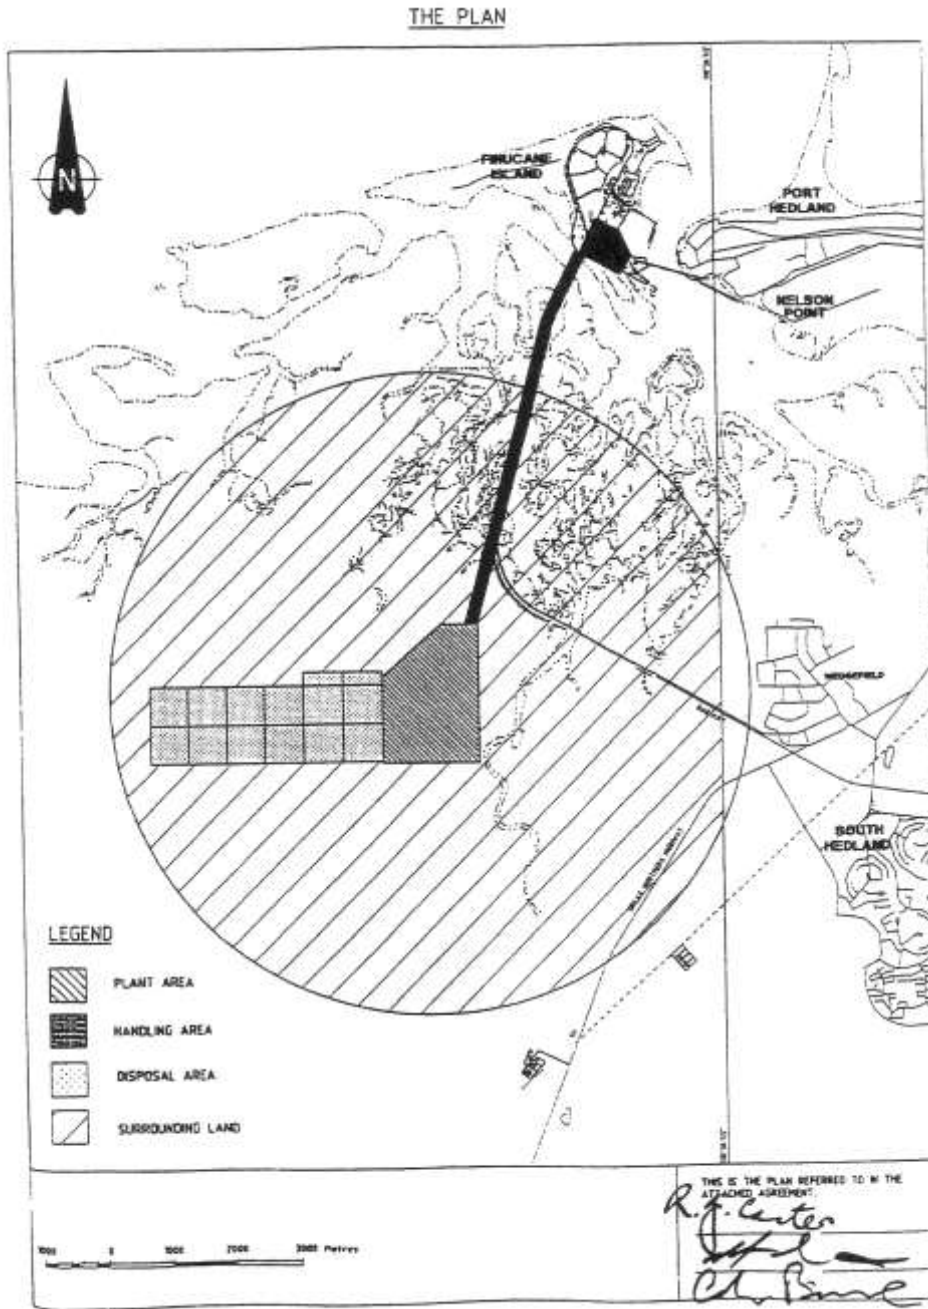 THE PLAN
N
FINUCANE
ISLAND
PORT
HEDLAND
NELSON
POINT
WEDGEFIELD
SOUTH
HEDLAND
LEGEND
PLANT AREA
HANDLING AREA
DISPOSAL AREA
SURROUNDING LAND
1000 0 1000 2000 3000 Metres
THIS IS THE PLAN REFERRED TO IN THE
ATTACHED AGREEMENT.